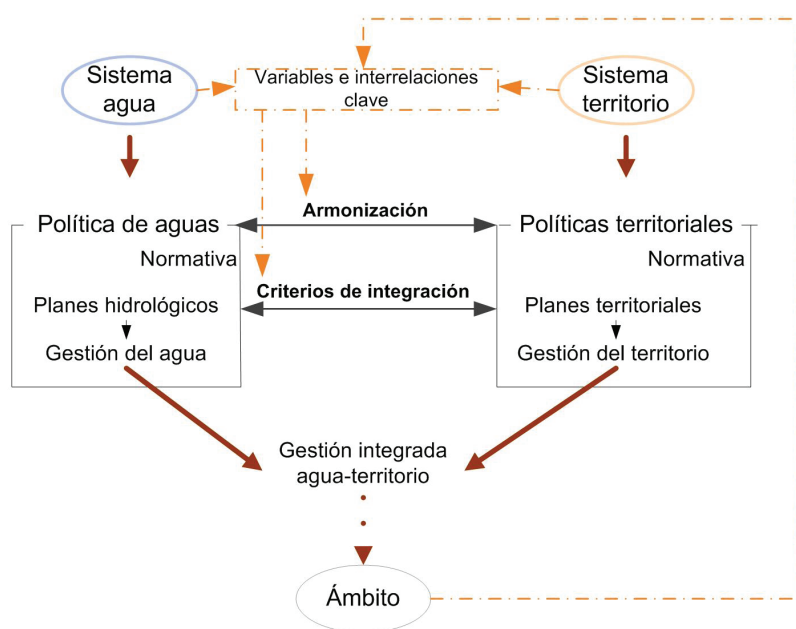 Sistema
agua
Variables e interrelaciones
clave
Sistema
territorio
Política de aguas
Armonización
Políticas territoriales
Normativa
Normativa
Criterios de integración
Planes hidrológicos
Planes territoriales
Gestión del agua
Gestión del territorio
Gestión integrada
agua-territorio
Ámbito